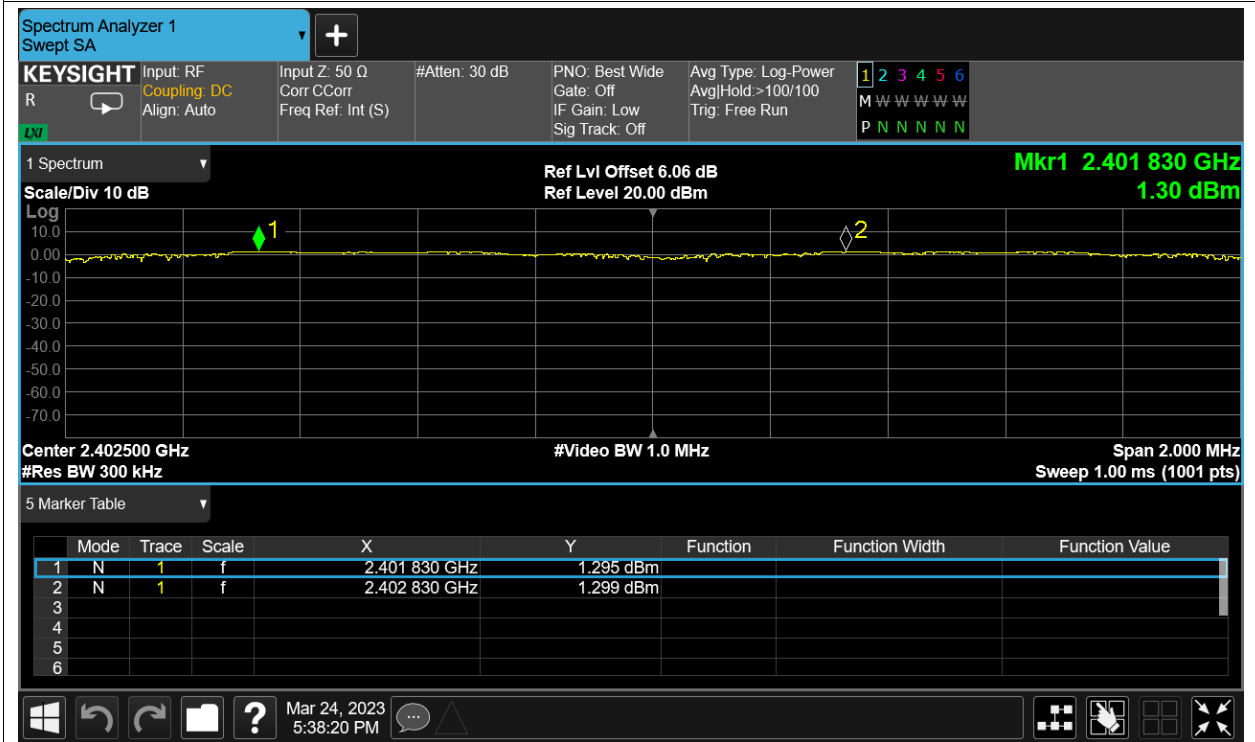 Spectrum Analyzer 1
Swept SA
KEYSIGHT
R
LXI
Input: RF
Coupling: DC
Align: Auto
Input Z: 50 Ω
Corr CCorr
Freq Ref: Int (S)
#Atten: 30 dB
PNO: Best Wide
Gate: Off
IF Gain: Low
Sig Track: Off
Avg Type: Log-Power
Avg|Hold:>100/100
Trig: Free Run
1 2 3 4 5 6
M W W W W W
P N N N N N
1 Spectrum
Scale/Div 10 dB
Ref Lvl Offset 6.06 dB
Ref Level 20.00 dBm
Mkr1 2.401 830 GHz
1.30 dBm
Log
10.0
0.00
-10.0
-20.0
-30.0
-40.0
-50.0
-60.0
-70.0
1
2
Center 2.402500 GHz
#Res BW 300 kHz
#Video BW 1.0 MHz
Span 2.000 MHz
Sweep 1.00 ms (1001 pts)
5 Marker Table
Mode Trace Scale X Y Function Function Width Function Value
1 N 1 f 2.401 830 GHz 1.295 dBm
2 N 1 f 2.402 830 GHz 1.299 dBm
3
4
5
6
?
Mar 24, 2023
5:38:20 PM